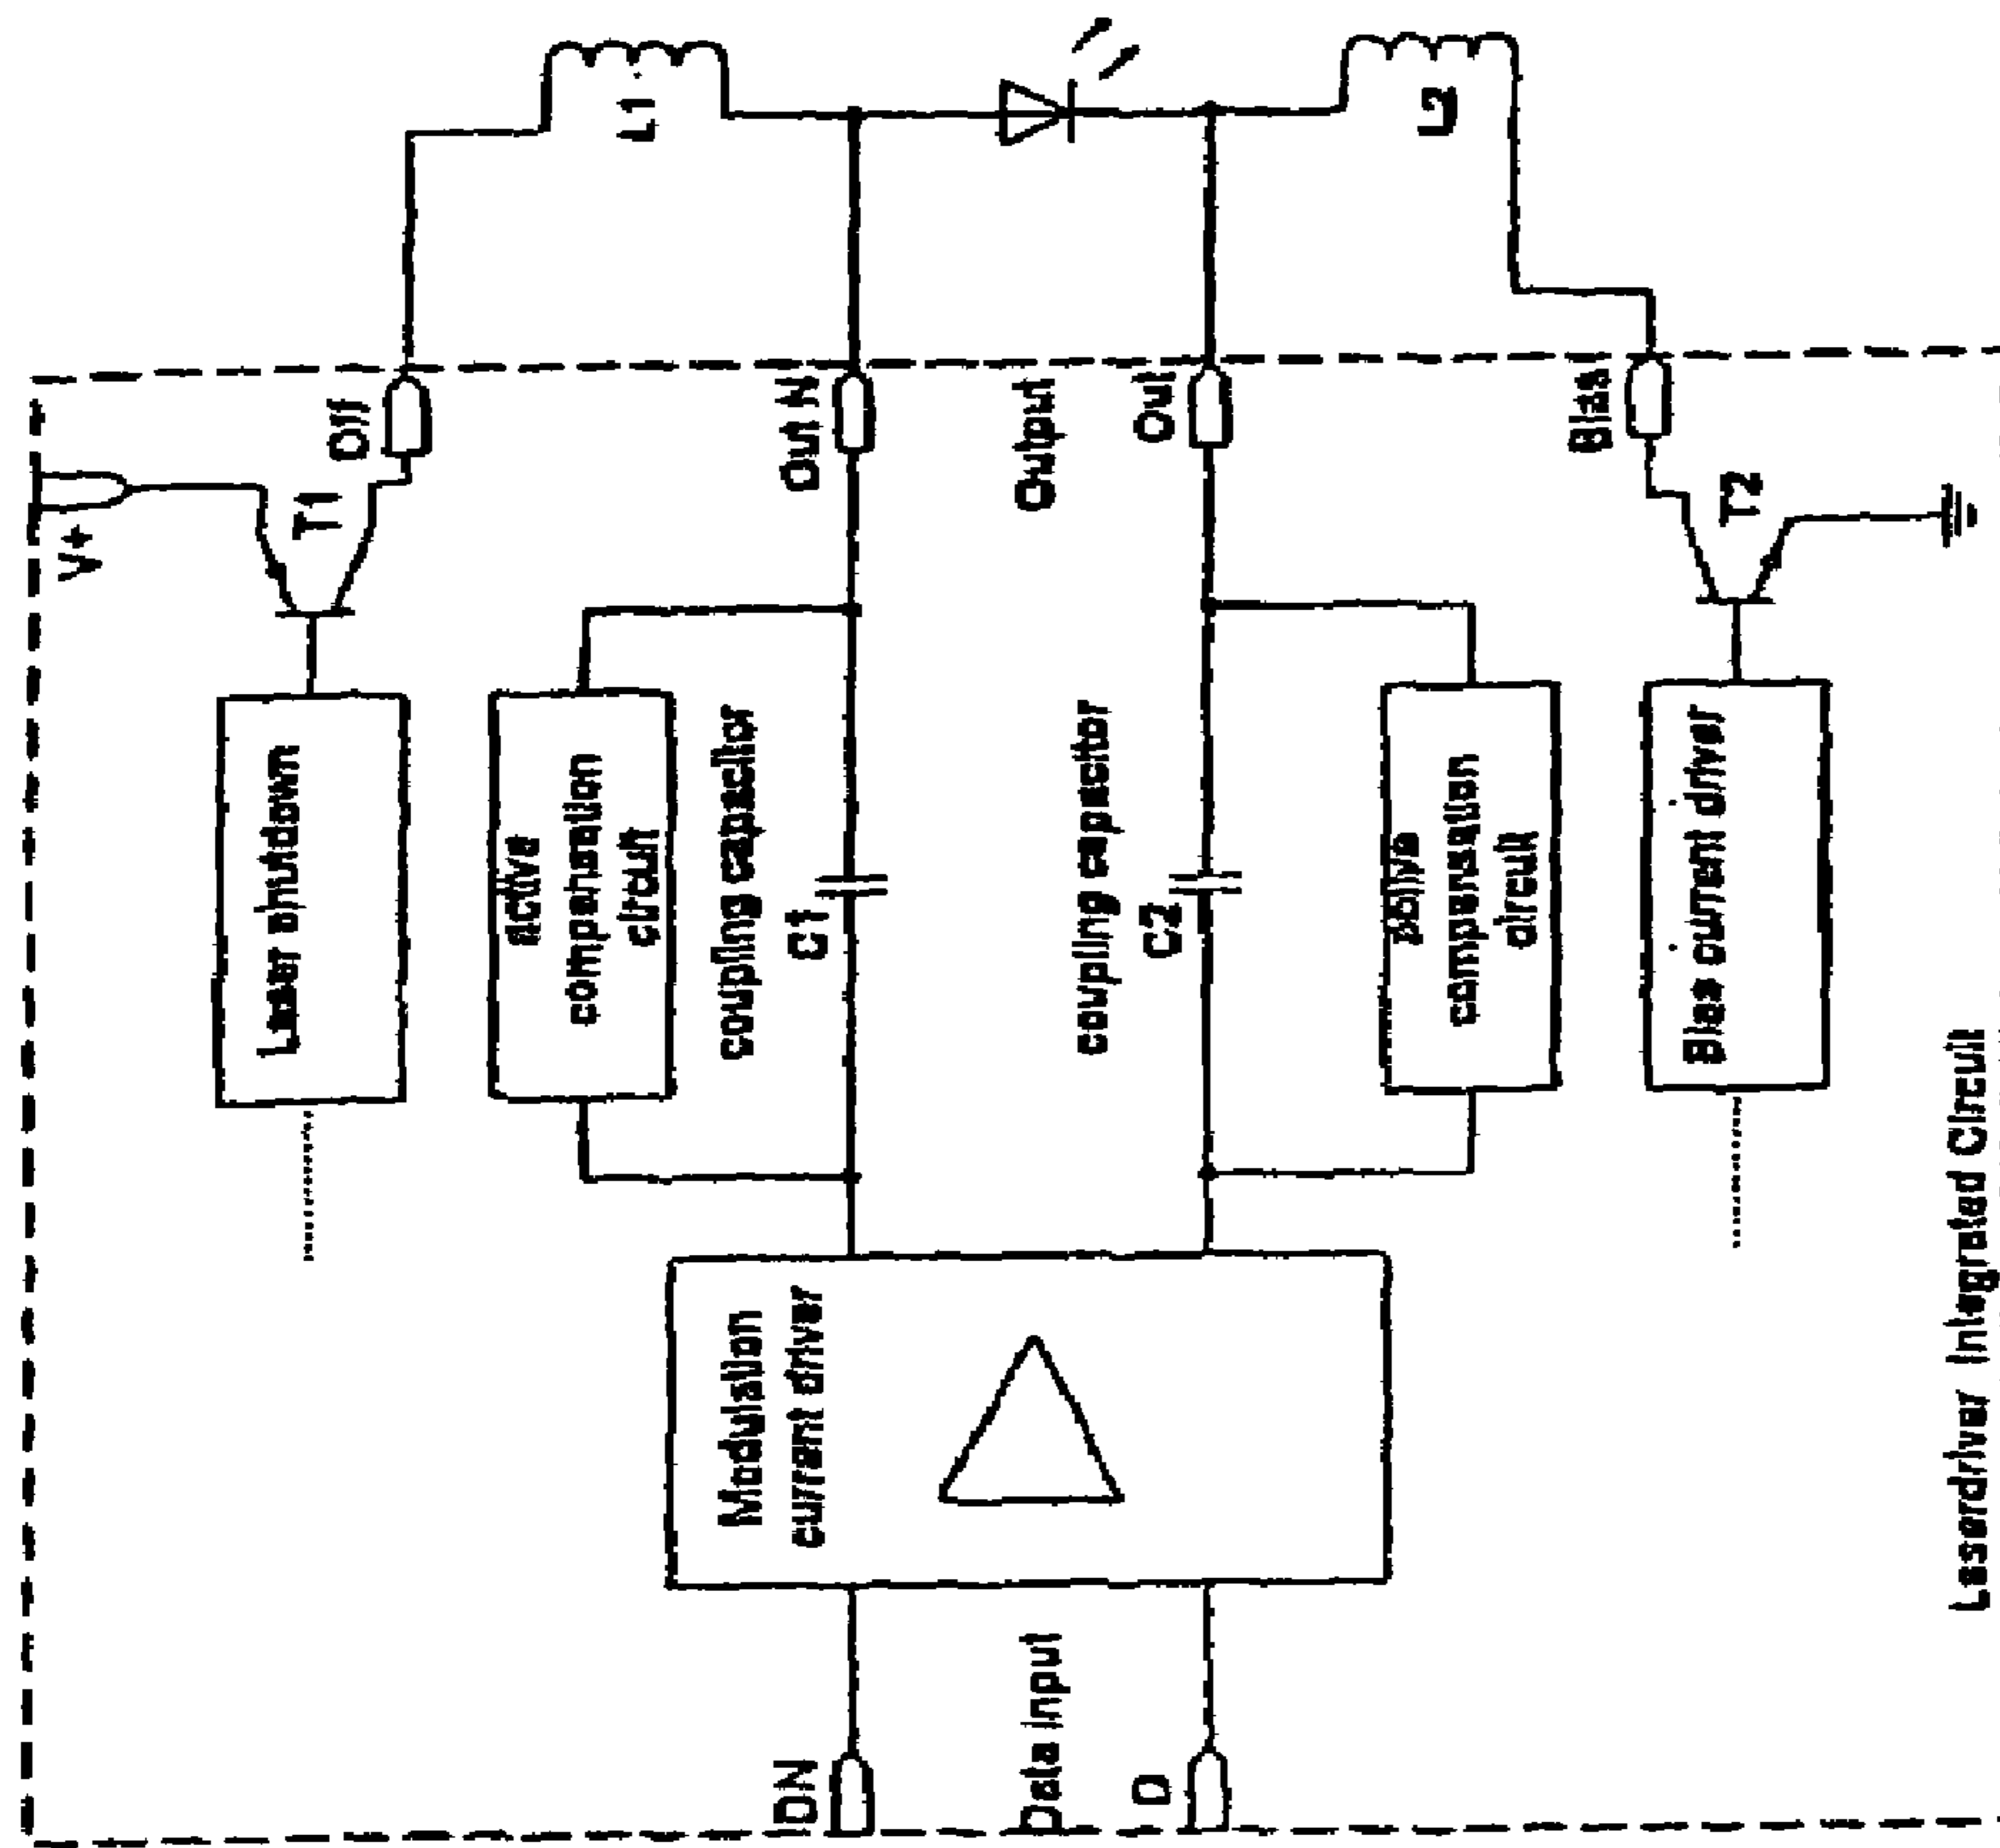 V+
T1
Off
L1
Laser shutdown
active
compensation
circuit
coupling capacitor
C1
Out N
Output
Out
coupling capacitor
C2
active
compensation
circuit
Bias
T2
L2
Bias current driver
Modulation
current driver
DN
Data Input
D
Laserdriver Integrated Circuit